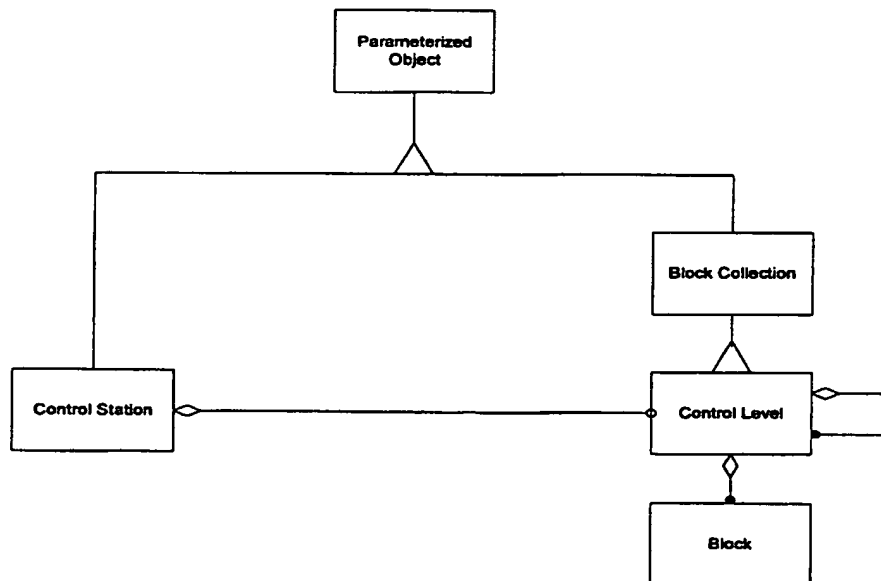 Parameterized
Object
Block Collection
Control Station
Control Level
Block